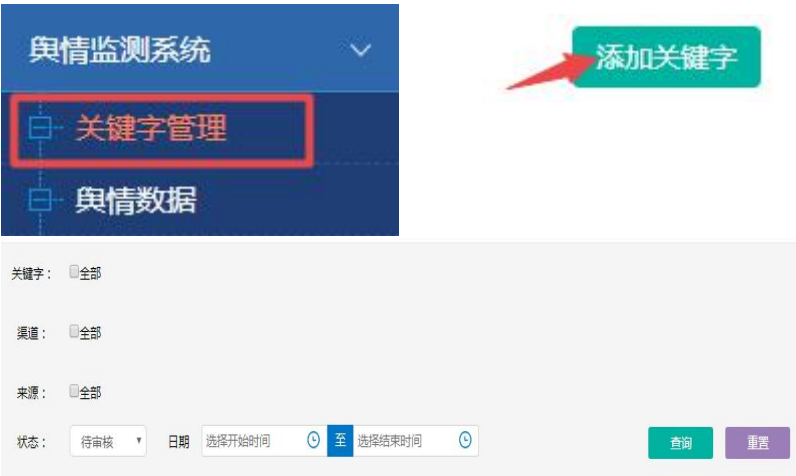 舆情监测系统
添加关键字
关键字管理
舆情数据
关键字： 全部
渠道： 全部
来源： 全部
状态： 待审核 日期 选择开始时间 至 选择结束时间 查询 重置